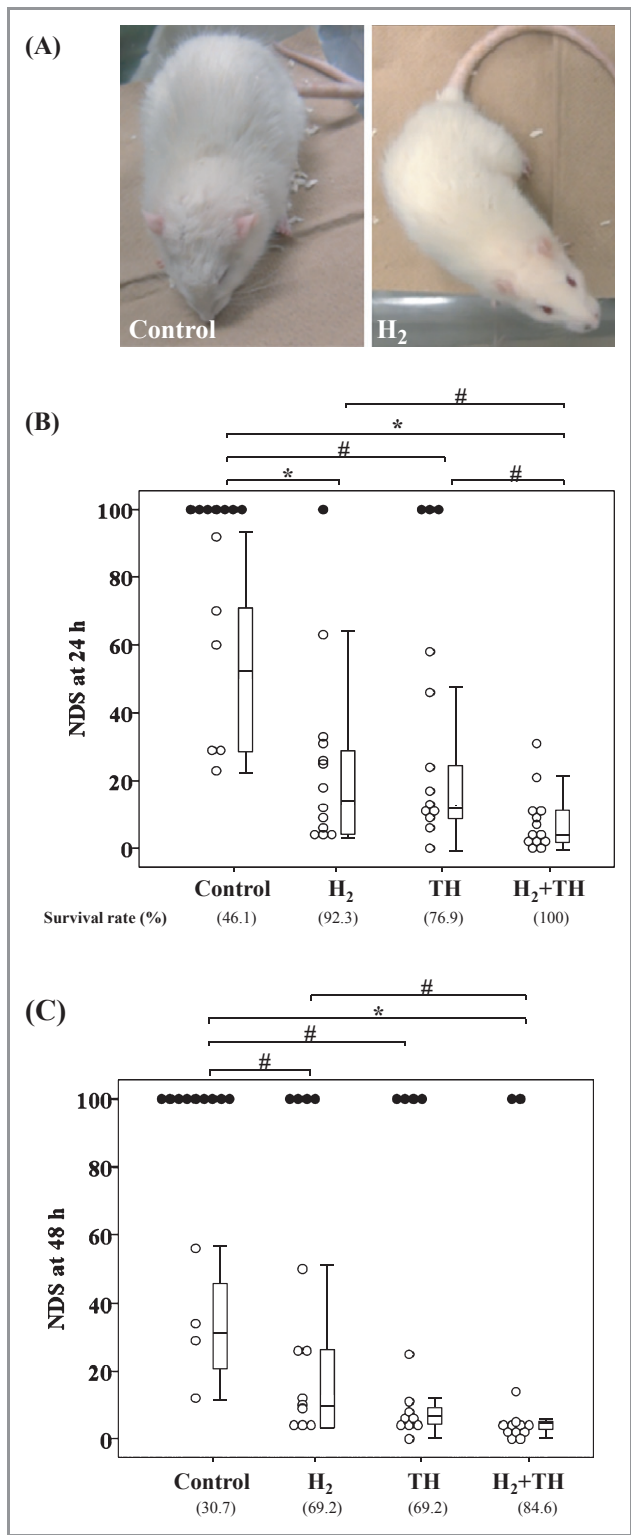 (A)
Control
H₂
(B)
#
*
#
*
#
NDS at 24 h
100
80
60
40
20
0
Control H₂ TH H₂+TH
Survival rate (%) (46.1) (92.3) (76.9) (100)
(C)
#
*
#
#
NDS at 48 h
100
80
60
40
20
0
Control H₂ TH H₂+TH
(30.7) (69.2) (69.2) (84.6)